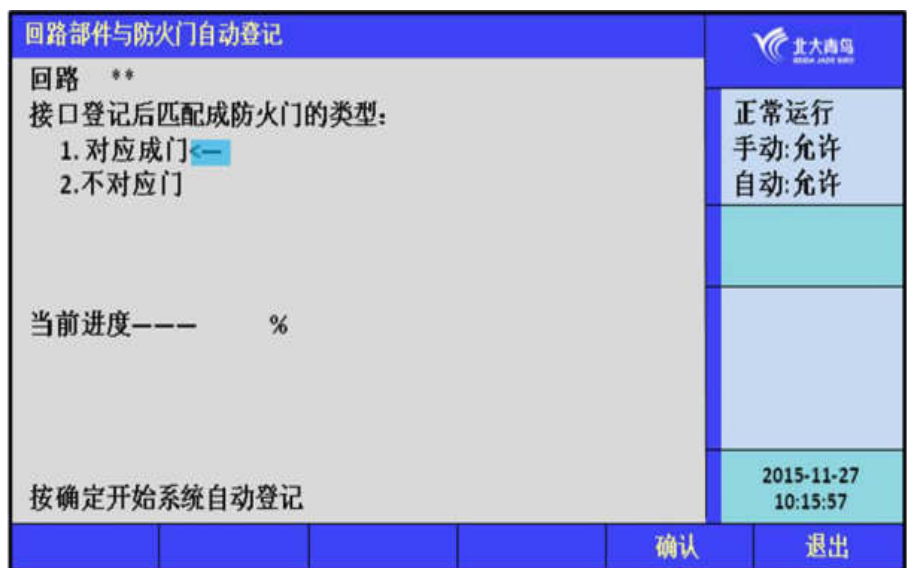 回路部件与防火门自动登记
北大青鸟
BEIDA JADE BIRD
回路 **
接口登记后匹配成防火门的类型：
1.对应成门<—
2.不对应门
当前进度——— %
按确定开始系统自动登记
正常运行
手动:允许
自动:允许
2015-11-27
10:15:57
确认
退出